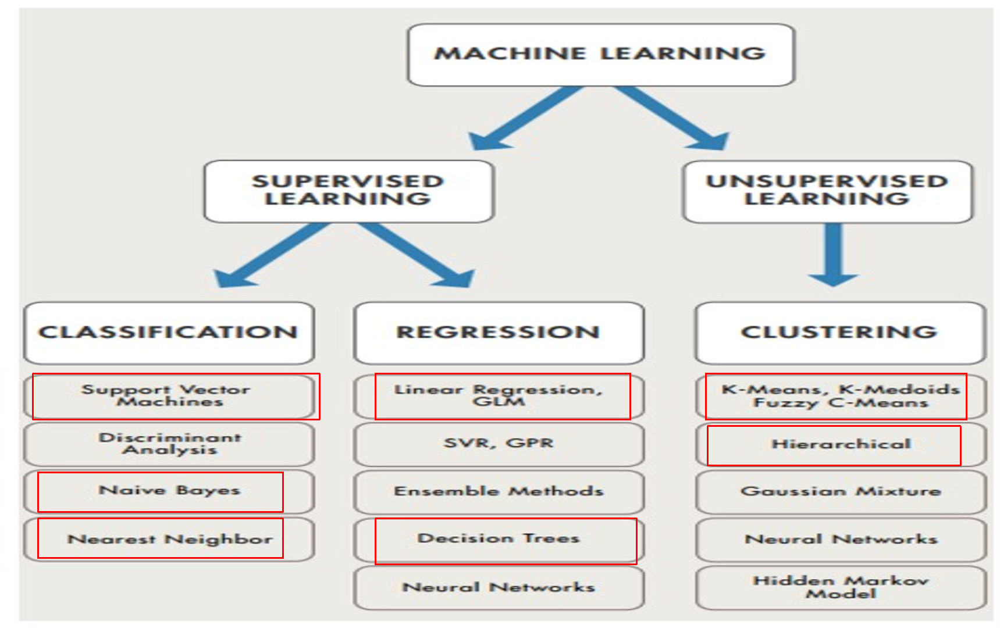 MACHINE LEARNING
SUPERVISED
LEARNING
UNSUPERVISED
LEARNING
CLASSIFICATION
Support Vector
Machines
Discriminant
Analysis
Naive Bayes
Nearest Neighbor
REGRESSION
Linear Regression,
GLM
SVR, GPR
Ensemble Methods
Decision Trees
Neural Networks
CLUSTERING
K-Means, K-Medoids
Fuzzy C-Means
Hierarchical
Gaussian Mixture
Neural Networks
Hidden Markov
Model